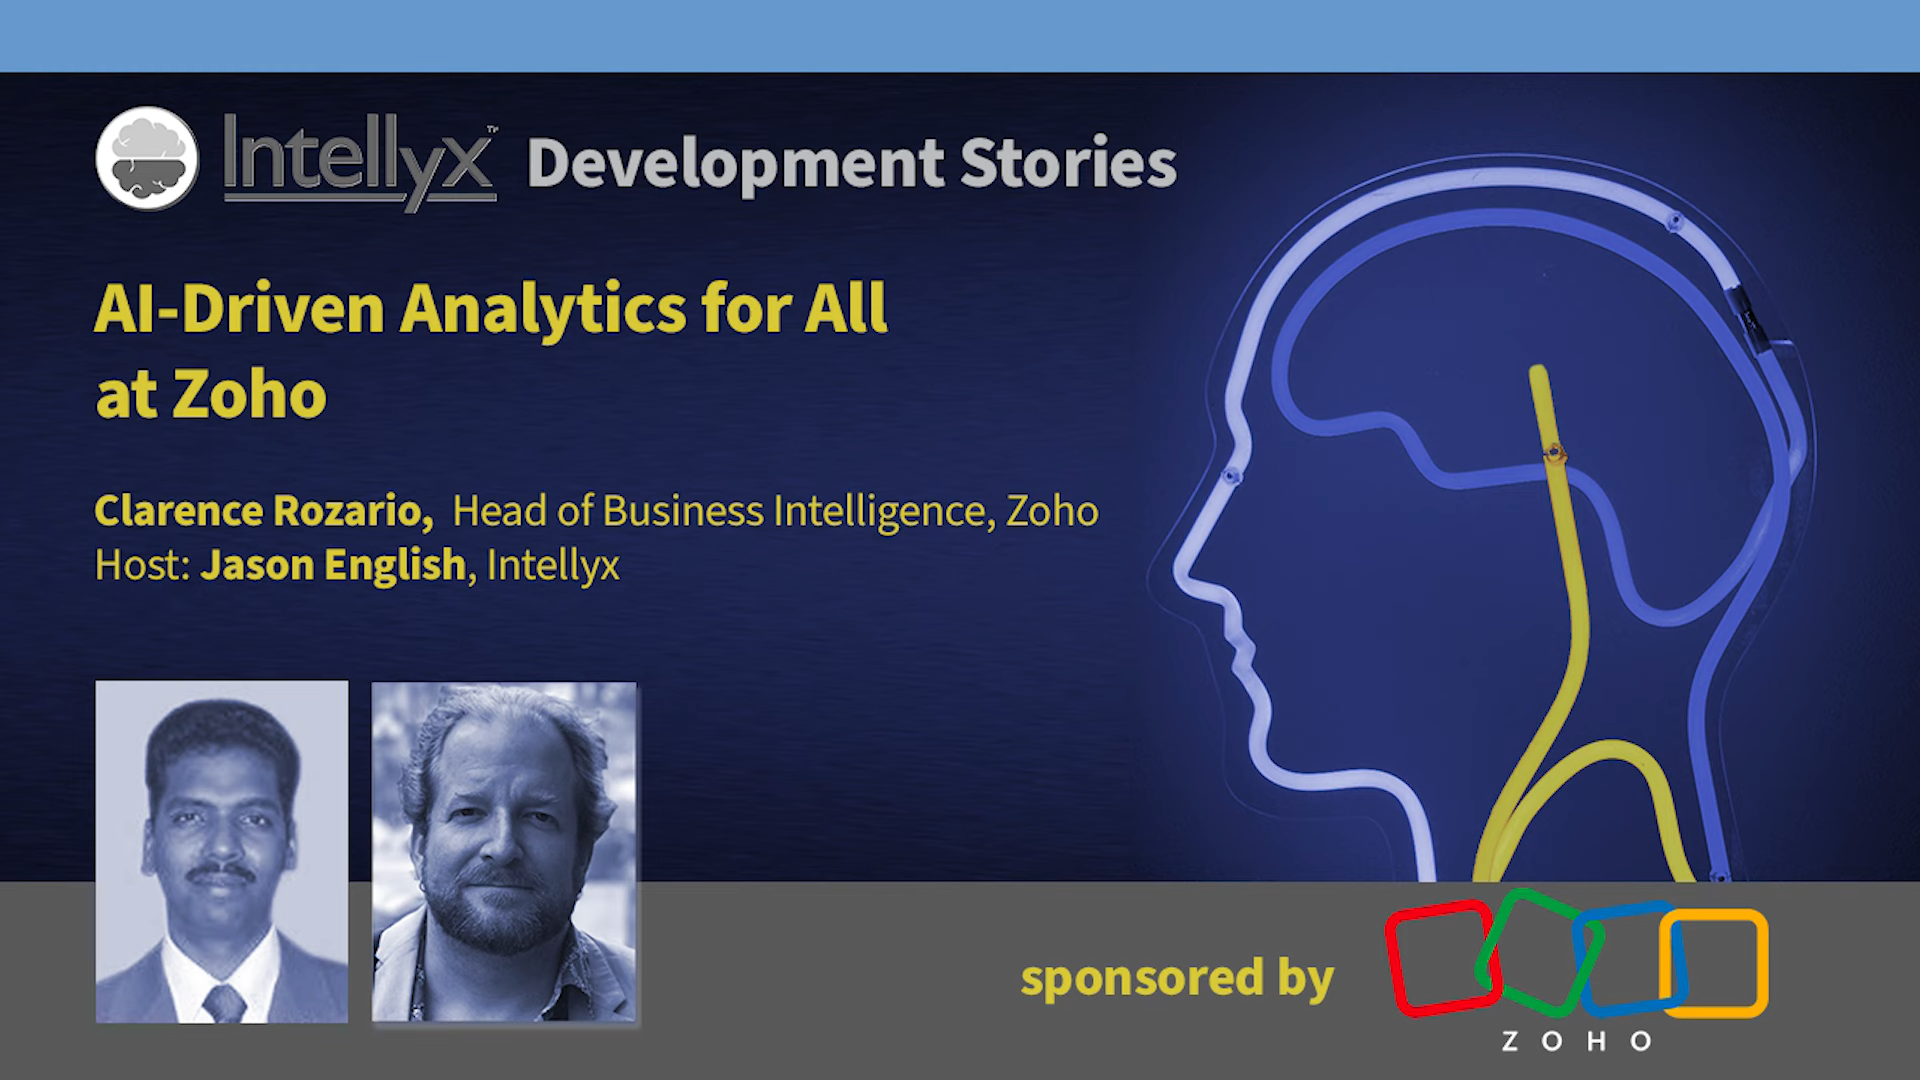 Intellyx™ Development Stories
AI-Driven Analytics for All
at Zoho
Clarence Rozario, Head of Business Intelligence, Zoho
Host: Jason English, Intellyx
sponsored by
ZOHO